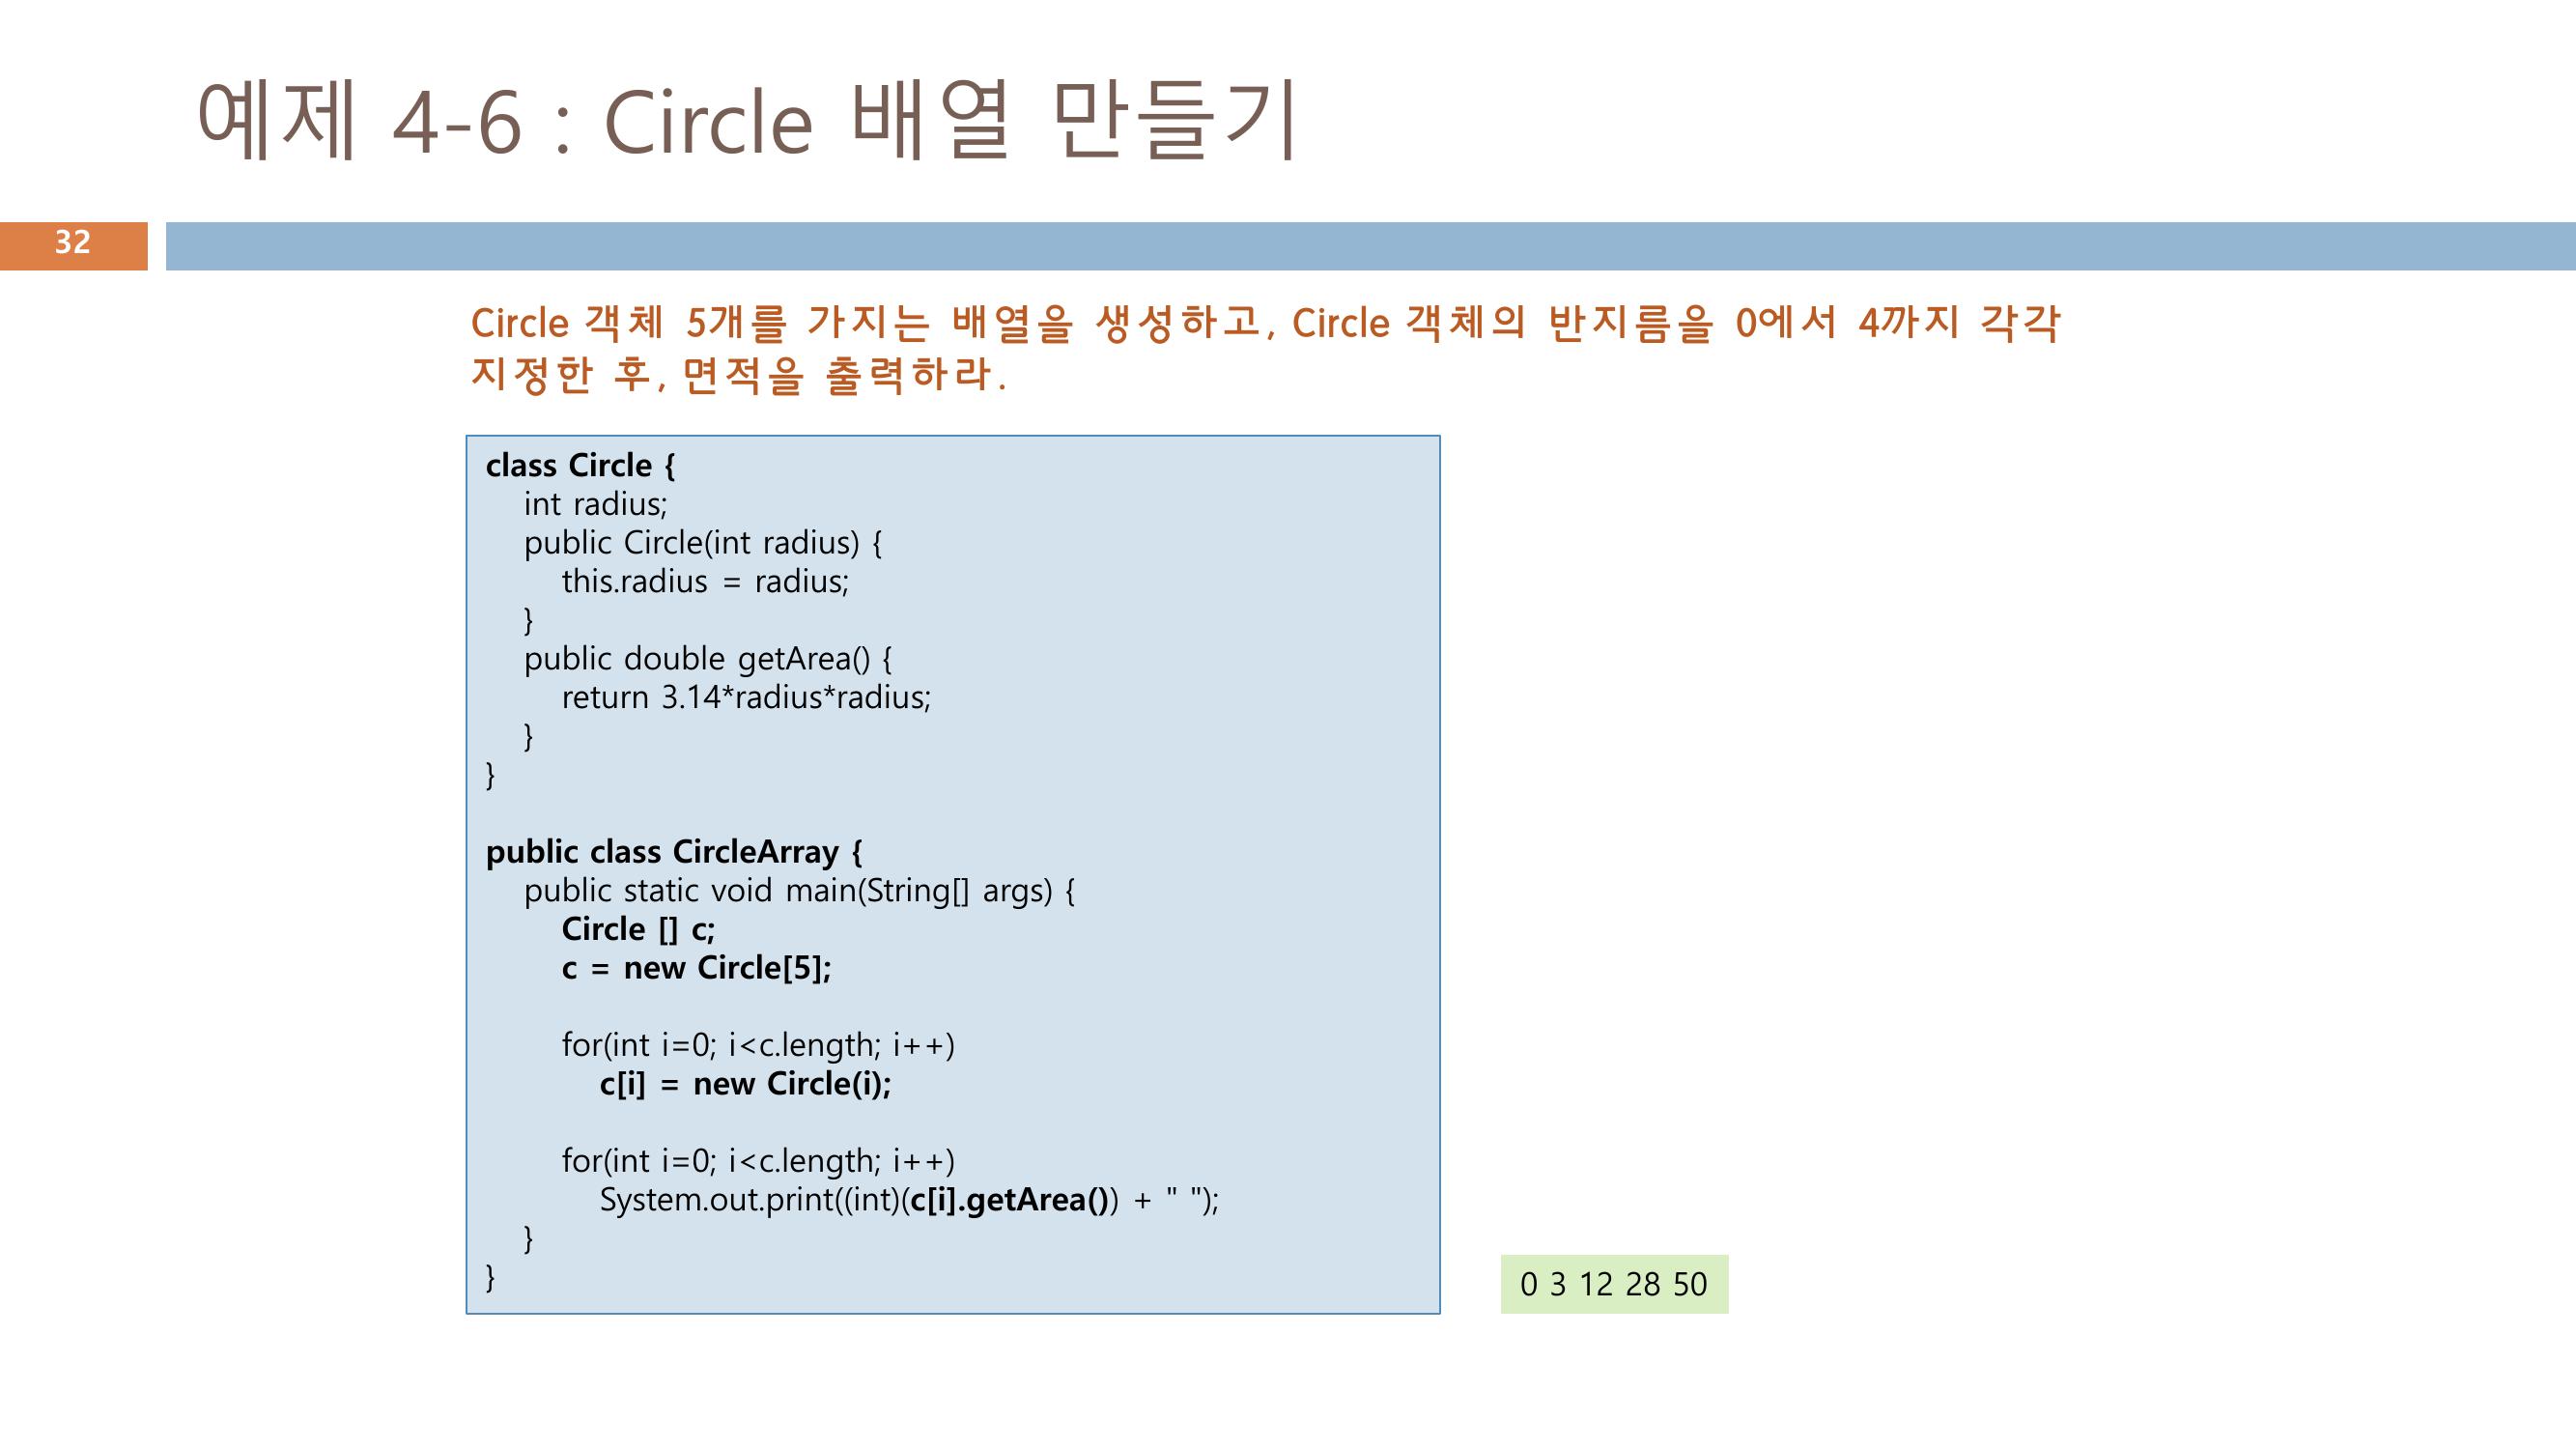 예제 4-6 : Circle 배열 만들기
32
Circle 객체 5개를 가지는 배열을 생성하고, Circle 객체의 반지름을 0에서 4까지 각각
지정한 후, 면적을 출력하라.
class Circle {
int radius;
public Circle(int radius) {
this.radius = radius;
}
public double getArea() {
return 3.14*radius*radius;
}
}
public class CircleArray {
public static void main(String[] args) {
Circle [] c;
c = new Circle[5];
for(int i=0; i<c.length; i++)
c[i] = new Circle(i);
for(int i=0; i<c.length; i++)
System.out.print((int)(c[i].getArea()) + " ");
}
}
0 3 12 28 50